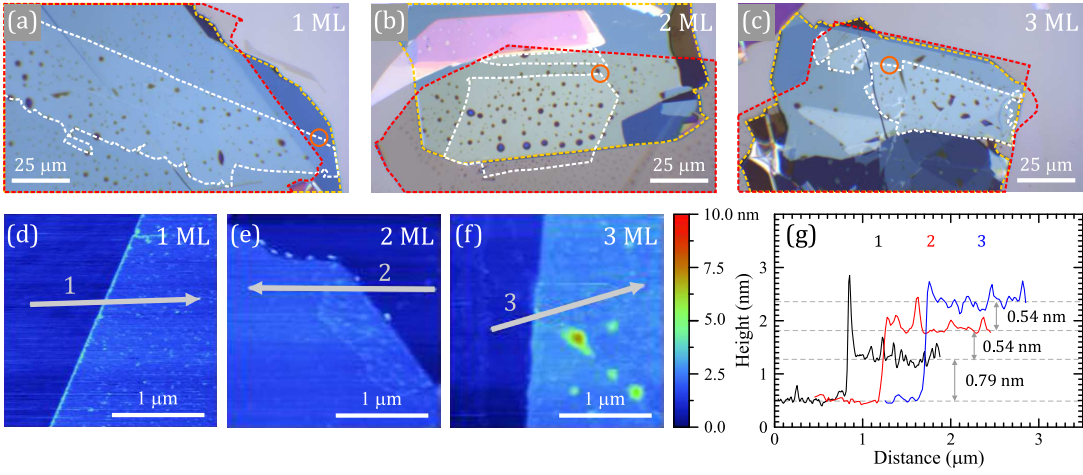 (a) 1 ML
25 μm
(b) 2 ML
25 μm
(c) 3 ML
25 μm
(d) 1 ML
1
1 μm
(e) 2 ML
2
1 μm
(f) 3 ML
3
1 μm
10.0 nm
7.5
5.0
2.5
0.0
(g)
1 2 3
0.54 nm
0.54 nm
0.79 nm
Height (nm)
3
2
1
0
0 1 2 3
Distance (μm)